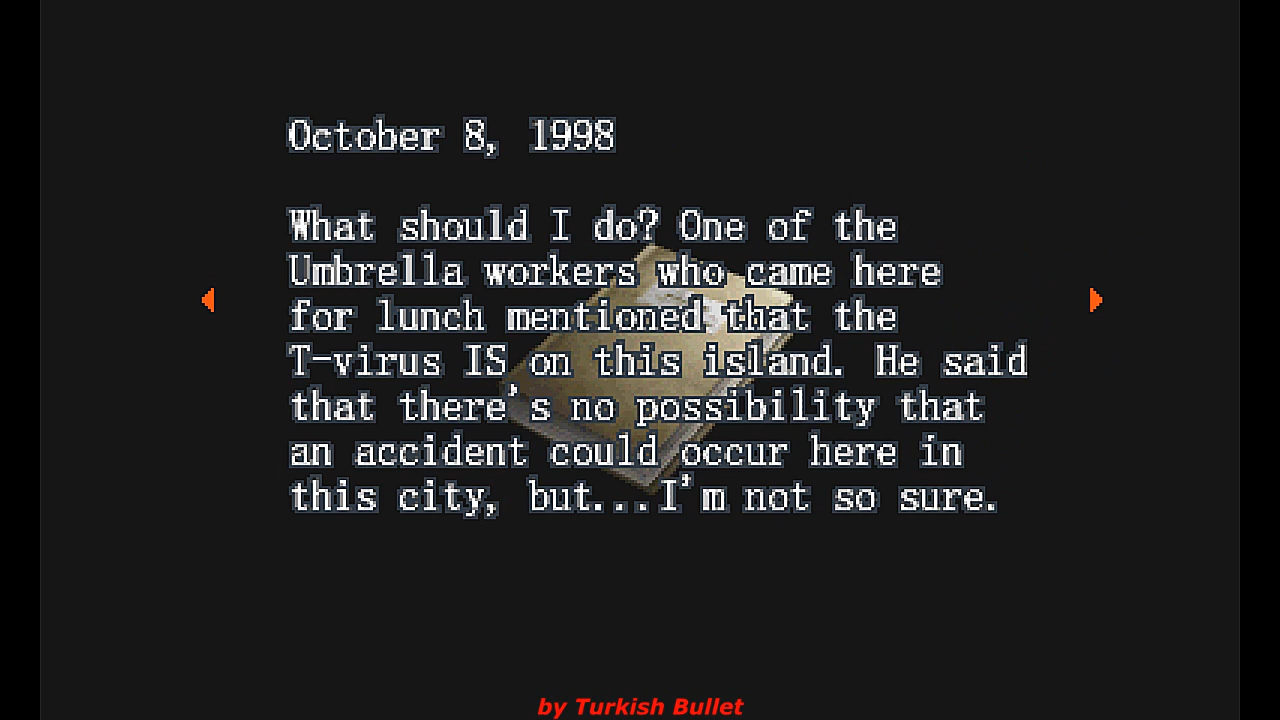 October 8, 1998
What should I do? One of the
Umbrella workers who came here
for lunch mentioned that the
T-virus IS on this island. He said
that there's no possibility that
an accident could occur here in
this city, but...I'm not so sure.
by Turkish Bullet